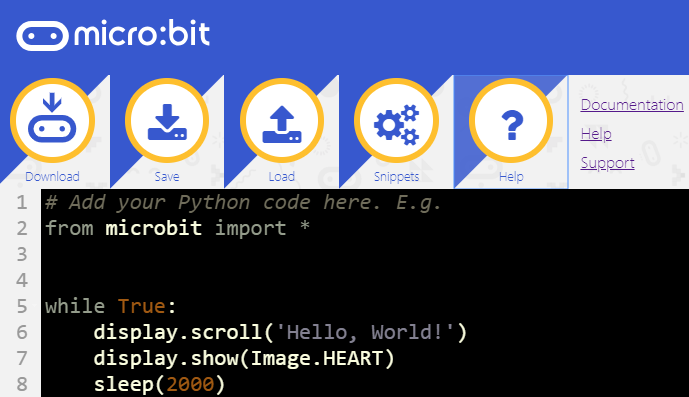 micro:bit
Download
Save
Load
Snippets
?
Help
Documentation
Help
Support
1 # Add your Python code here. E.g.
2 from microbit import *
3
4
5 while True:
6     display.scroll('Hello, World!')
7     display.show(Image.HEART)
8     sleep(2000)